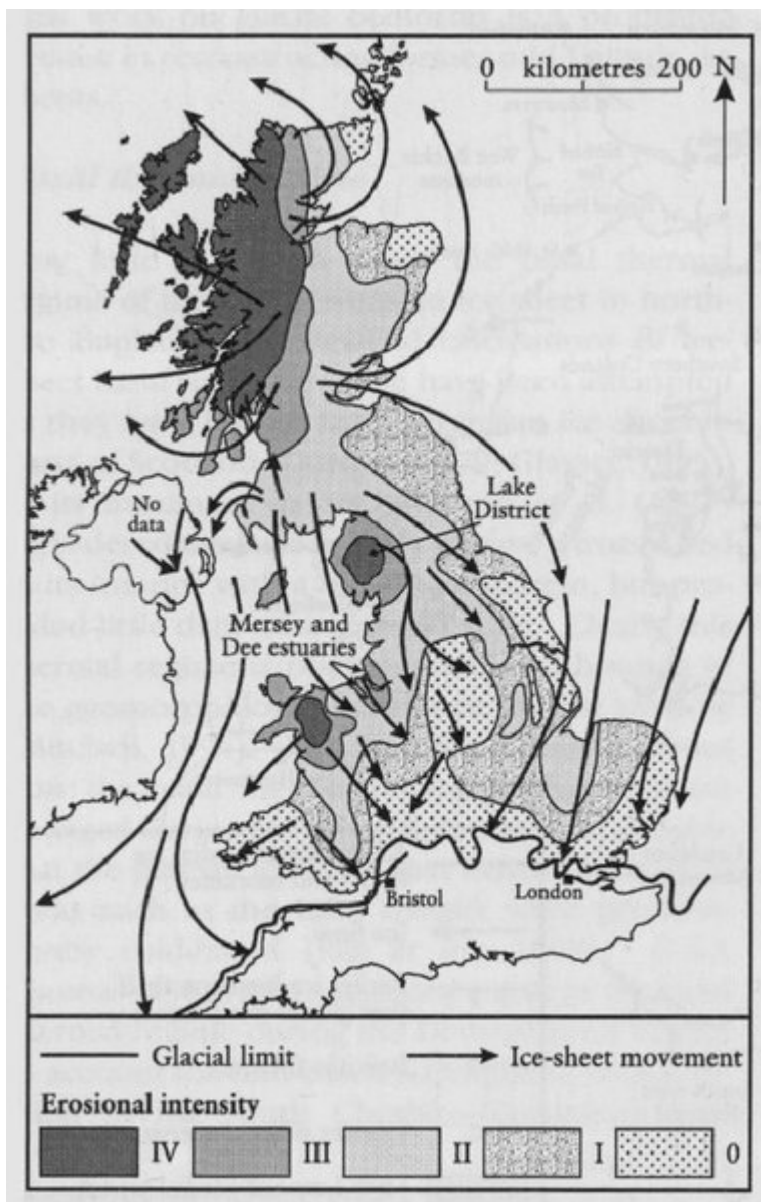 0 kilometres 200 N
No
data
Lake
District
Mersey and
Dee estuaries
Bristol
London
Glacial limit
Ice-sheet movement
Erosional intensity
IV
III
II
I
0